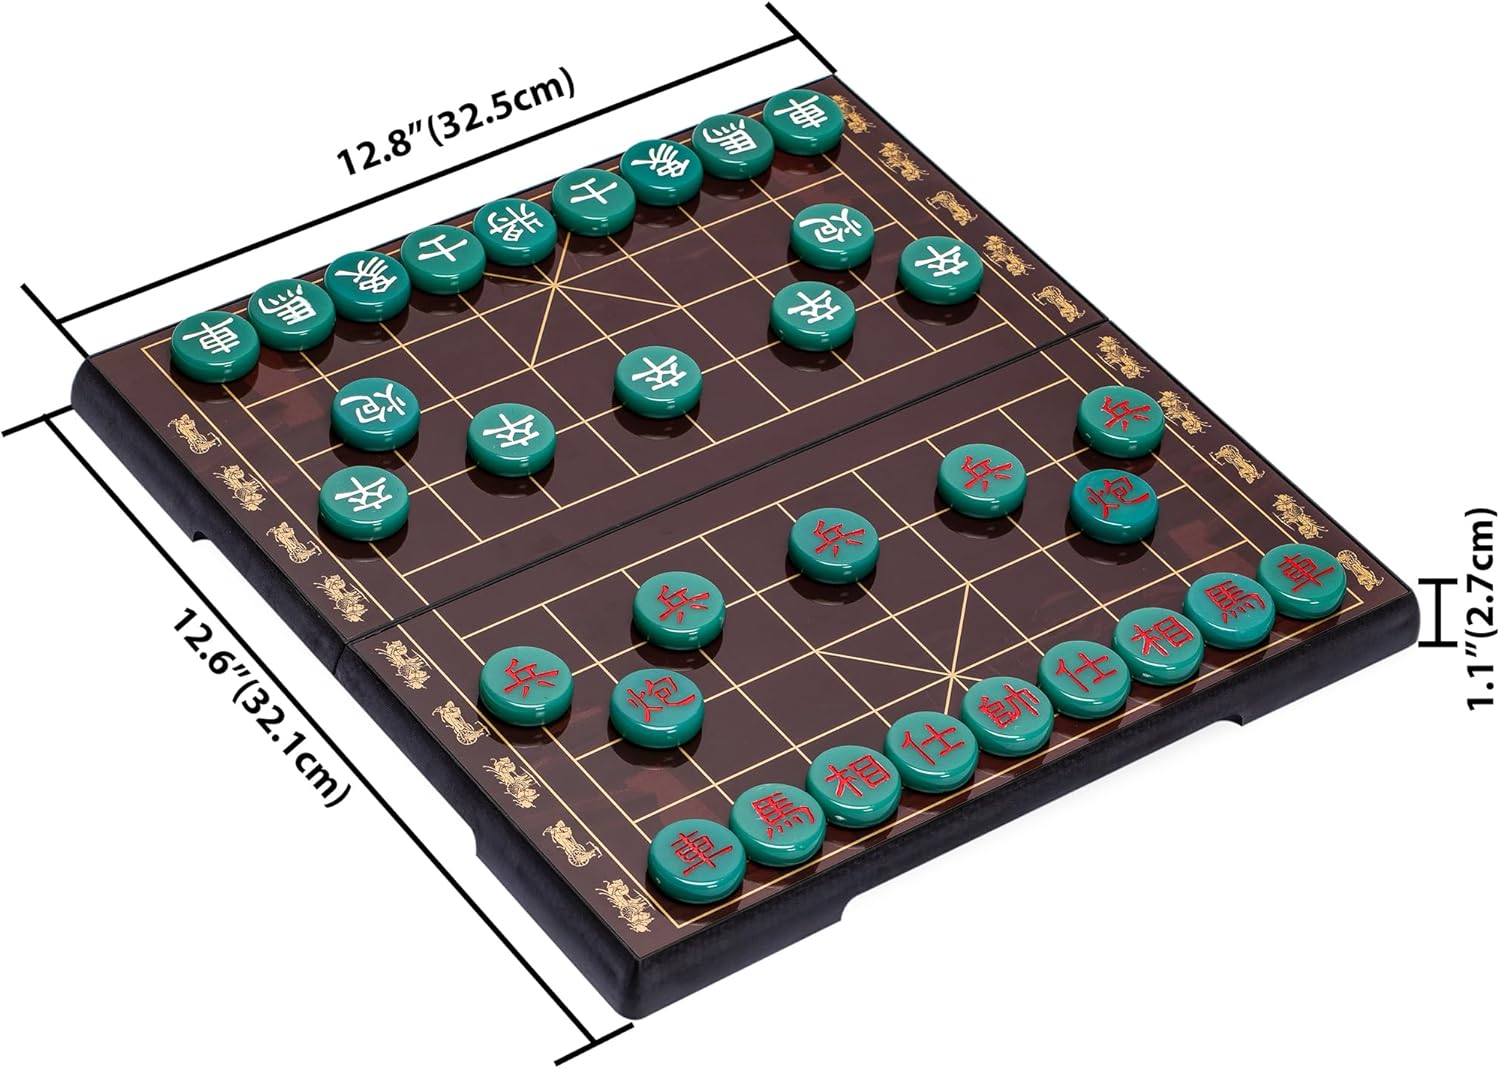 12.8”(32.5cm)
車馬象士將士象馬車
炮炮
卒卒卒卒卒
兵兵兵兵兵
炮炮
車馬相仕帥仕相馬車
12.6”(32.1cm)
1.1”(2.7cm)